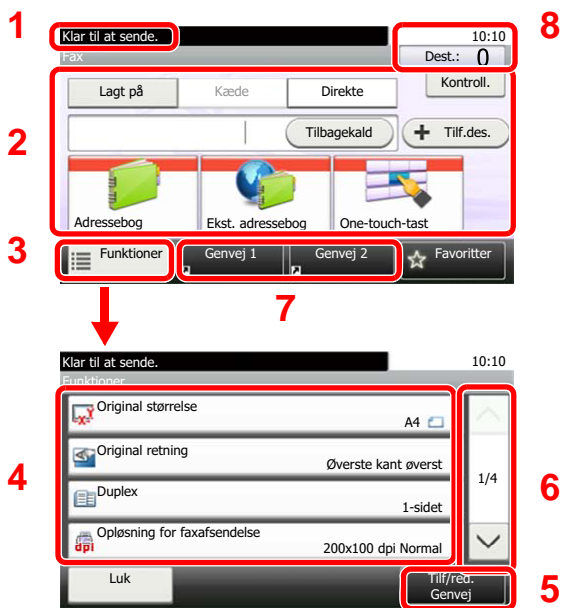 1
Klar til at sende.
10:10
8
Fax
Dest.: 0
Lagt på
Kæde
Direkte
Kontroll.
2
Tilbagekald
+ Tilf.des.
Adressebog
Ekst. adressebog
One-touch-tast
3
Funktioner
Genvej 1
Genvej 2
Favoritter
7
Klar til at sende.
10:10
Funktioner
Original størrelse
A4
Original retning
Øverste kant øverst
4
1/4
6
Duplex
1-sidet
dpi
Opløsning for faxafsendelse
200x100 dpi Normal
Luk
Tilf/red.
Genvej
5